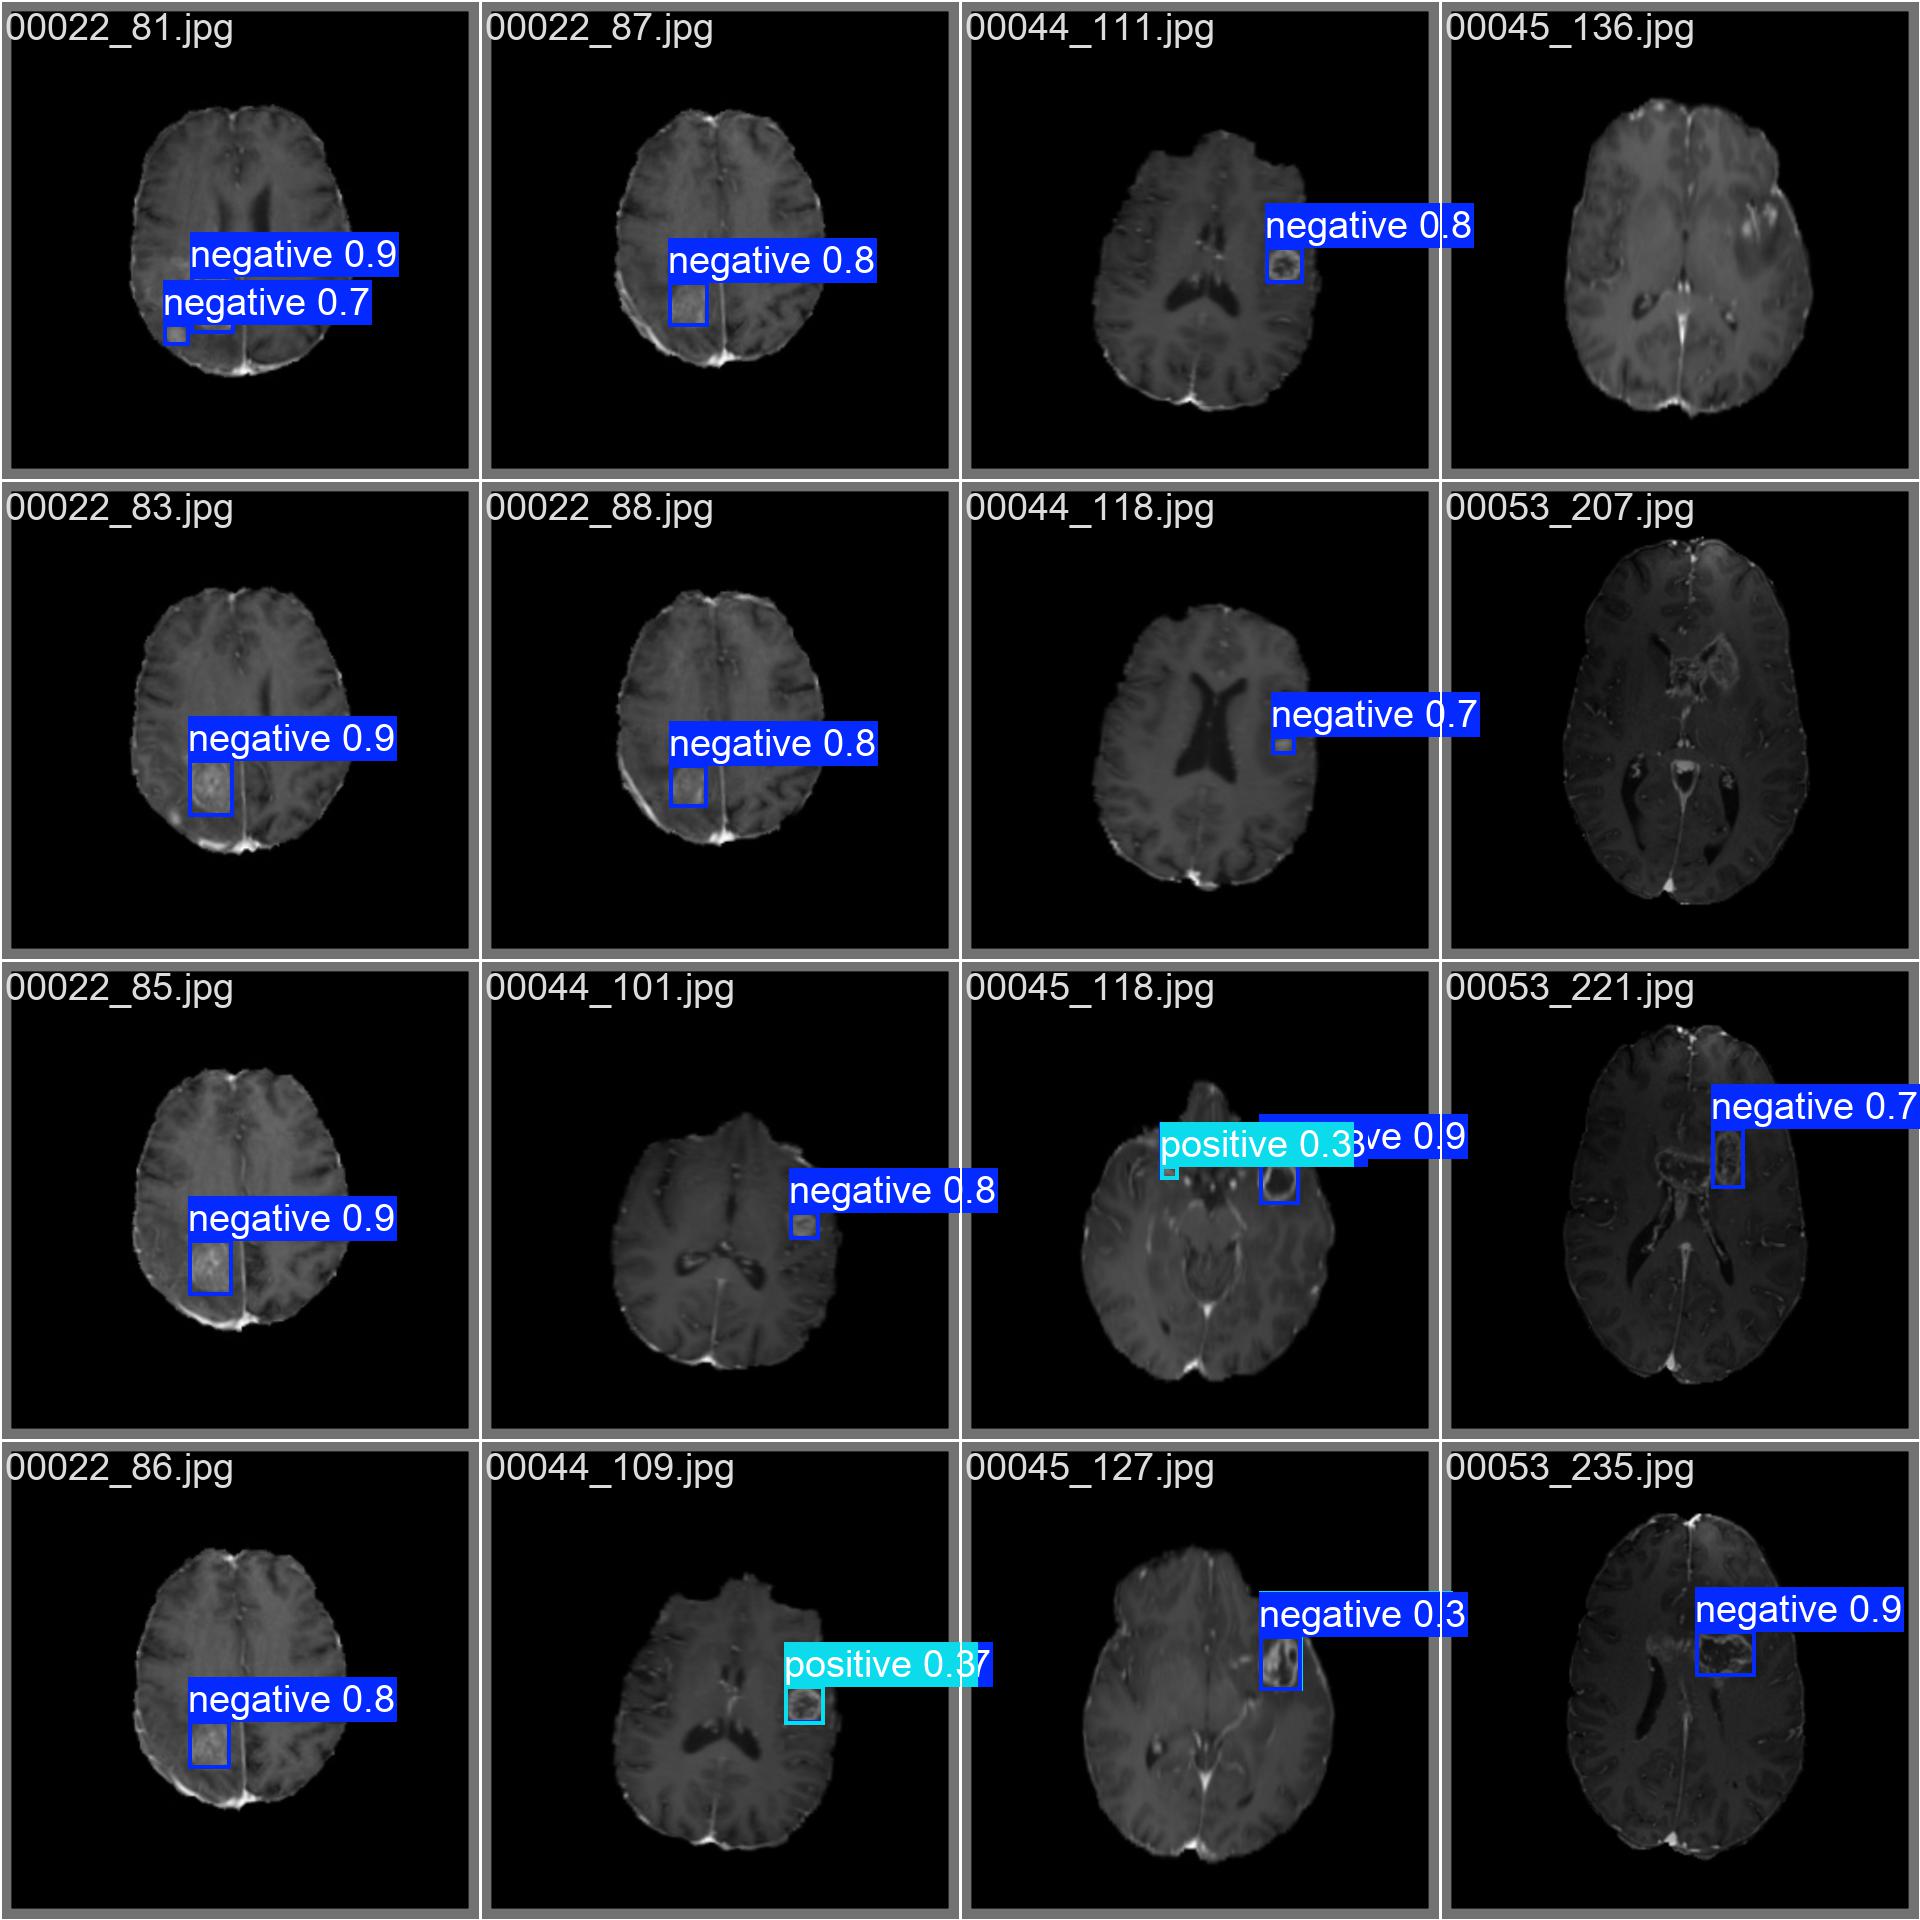 00022_81.jpg
negative 0.9
negative 0.7
00022_87.jpg
negative 0.8
00044_111.jpg
negative 0.8
00045_136.jpg
00022_83.jpg
negative 0.9
00022_88.jpg
negative 0.8
00044_118.jpg
negative 0.7
00053_207.jpg
00022_85.jpg
negative 0.9
00044_101.jpg
negative 0.8
00045_118.jpg
positive 0.3
ve 0.9
00053_221.jpg
negative 0.7
00022_86.jpg
negative 0.8
00044_109.jpg
positive 0.3
7
00045_127.jpg
negative 0.3
00053_235.jpg
negative 0.9